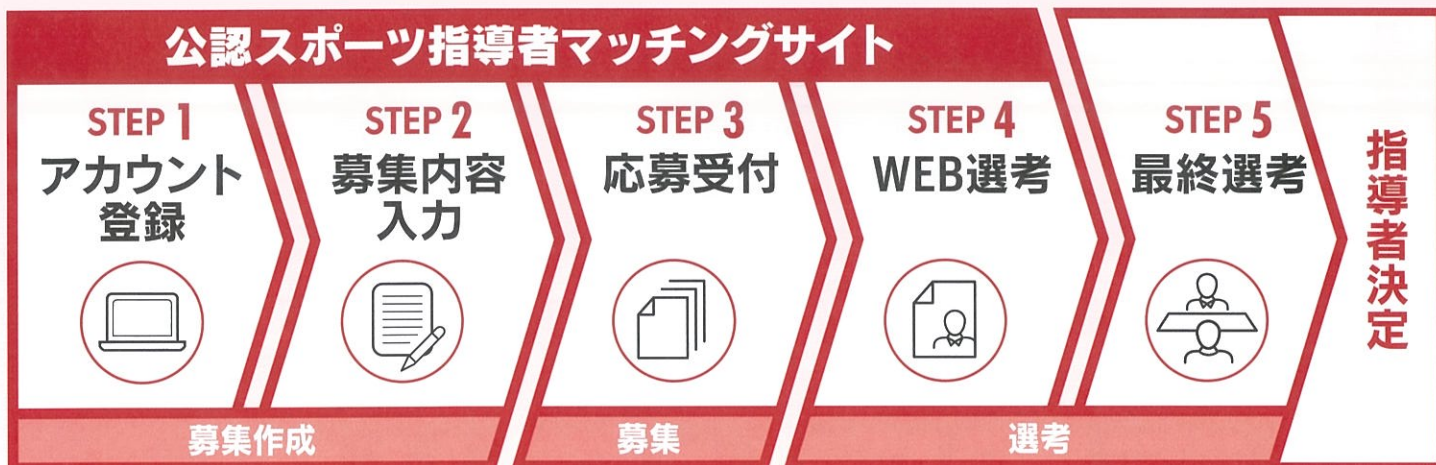 公認スポーツ指導者マッチングサイト
STEP 1
アカウント
登録
STEP 2
募集内容
入力
STEP 3
応募受付
STEP 4
WEB選考
STEP 5
最終選考
指導者決定
募集作成
募集
選考